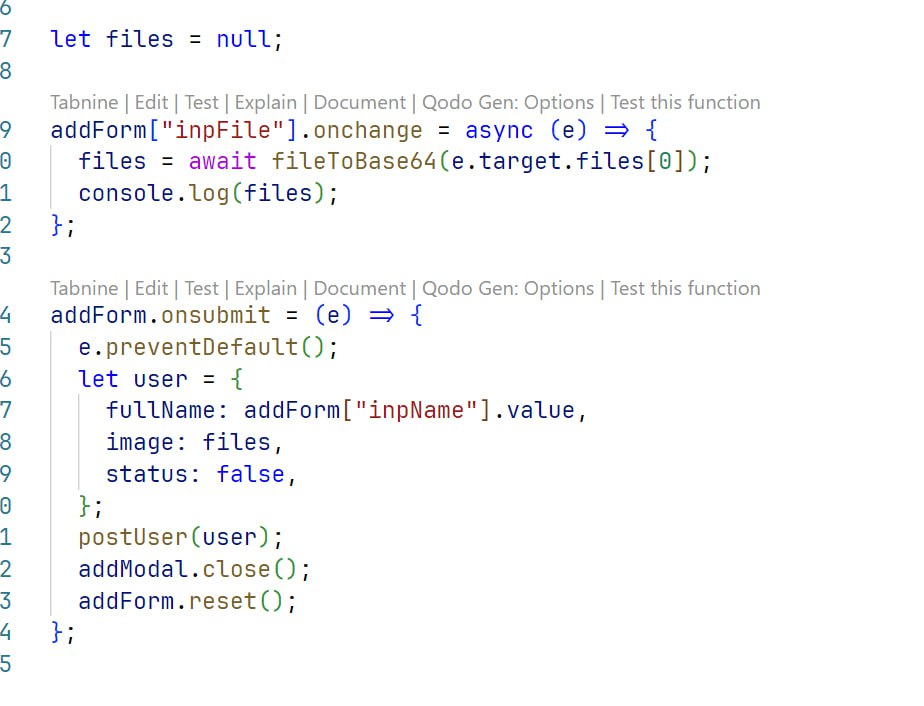 6
7 let files = null;
8
Tabnine | Edit | Test | Explain | Document | Qodo Gen: Options | Test this function
9 addForm["inpFile"].onchange = async (e) => {
0 files = await fileToBase64(e.target.files[0]);
1 console.log(files);
2 };
3
Tabnine | Edit | Test | Explain | Document | Qodo Gen: Options | Test this function
4 addForm.onsubmit = (e) => {
5 e.preventDefault();
6 let user = {
7 fullName: addForm["inpName"].value,
8 image: files,
9 status: false,
0 };
1 postUser(user);
2 addModal.close();
3 addForm.reset();
4 };
5